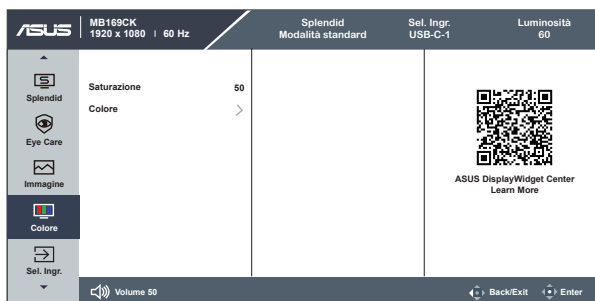 ASUS
MB169CK
1920 x 1080 | 60 Hz
Splendid
Modalità standard
Sel. Ingr.
USB-C-1
Luminosità
60
Splendid
Eye Care
Immagine
Colore
Sel. Ingr.
Saturazione 50
Colore
ASUS DisplayWidget Center
Learn More
Volume 50
Back/Exit
Enter